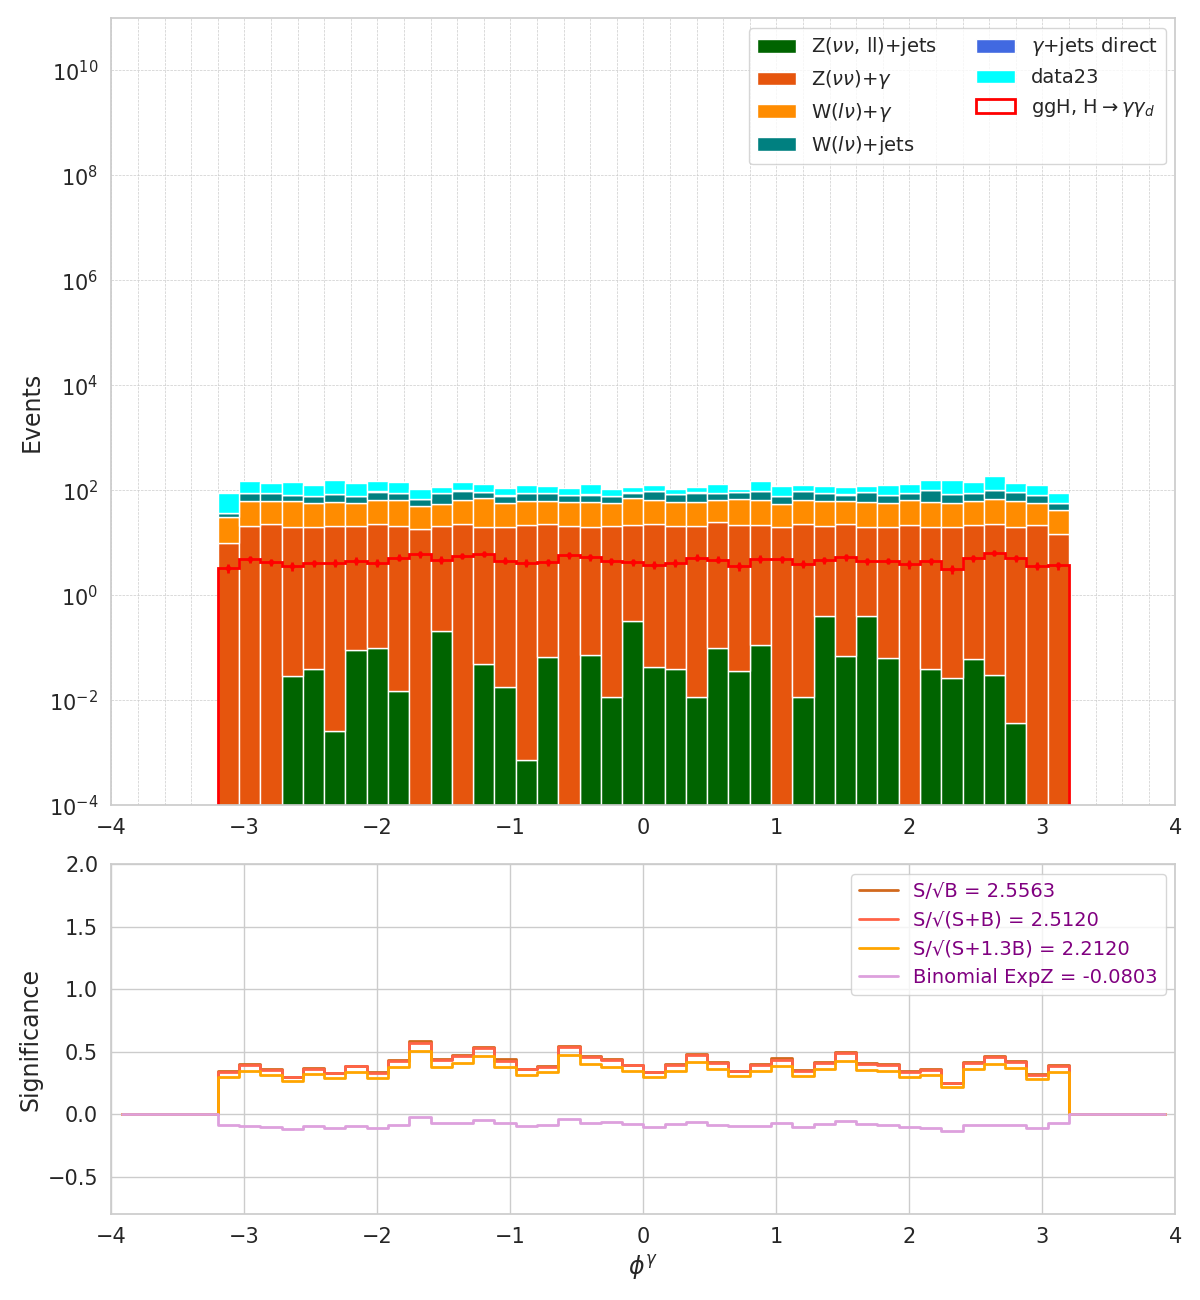 Z(νν, ll)+jets
Z(νν)+γ
W(lν)+γ
W(lν)+jets
γ+jets direct
data23
ggH, H→γγ_d
Events
10^10
10^8
10^6
10^4
10^2
10^0
10^−2
10^−4
−4 −3 −2 −1 0 1 2 3 4
Significance
2.0
1.5
1.0
0.5
0.0
−0.5
S/√B = 2.5563
S/√(S+B) = 2.5120
S/√(S+1.3B) = 2.2120
Binomial ExpZ = -0.0803
−4 −3 −2 −1 0 1 2 3 4
ϕ^γ